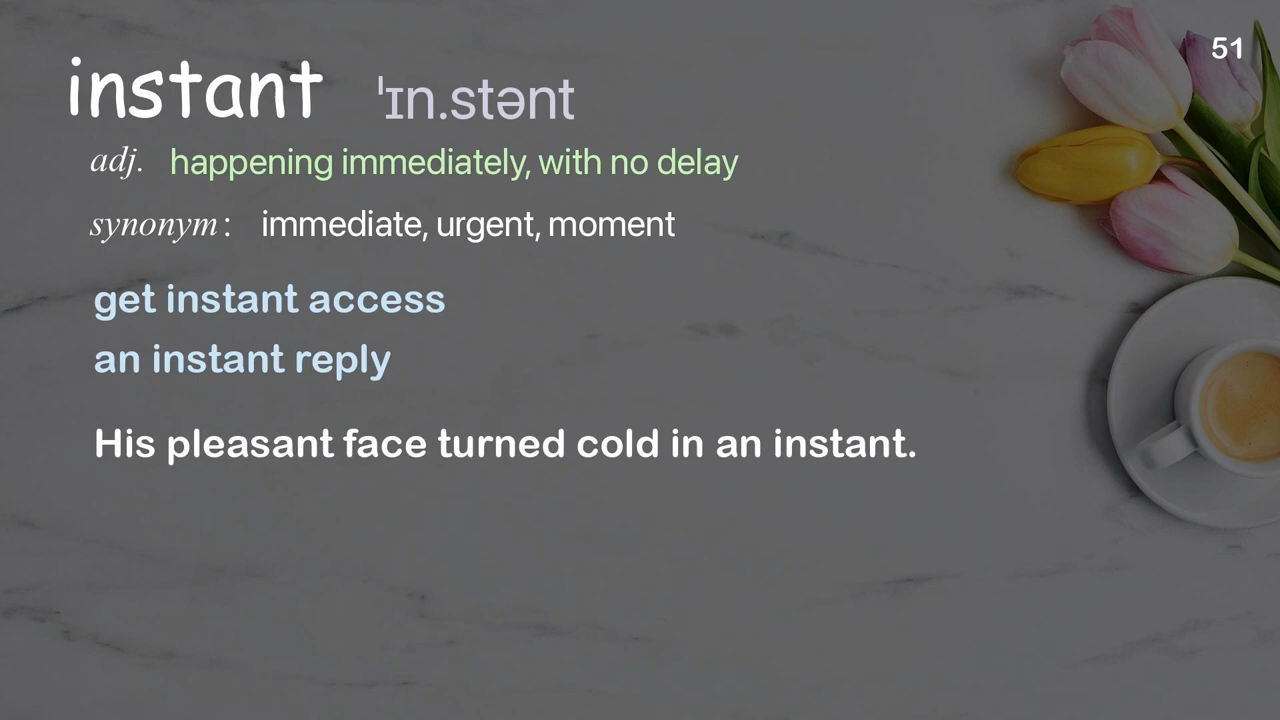 51
instant ˈɪn.stənt
adj. happening immediately, with no delay
synonym: immediate, urgent, moment
get instant access
an instant reply
His pleasant face turned cold in an instant.